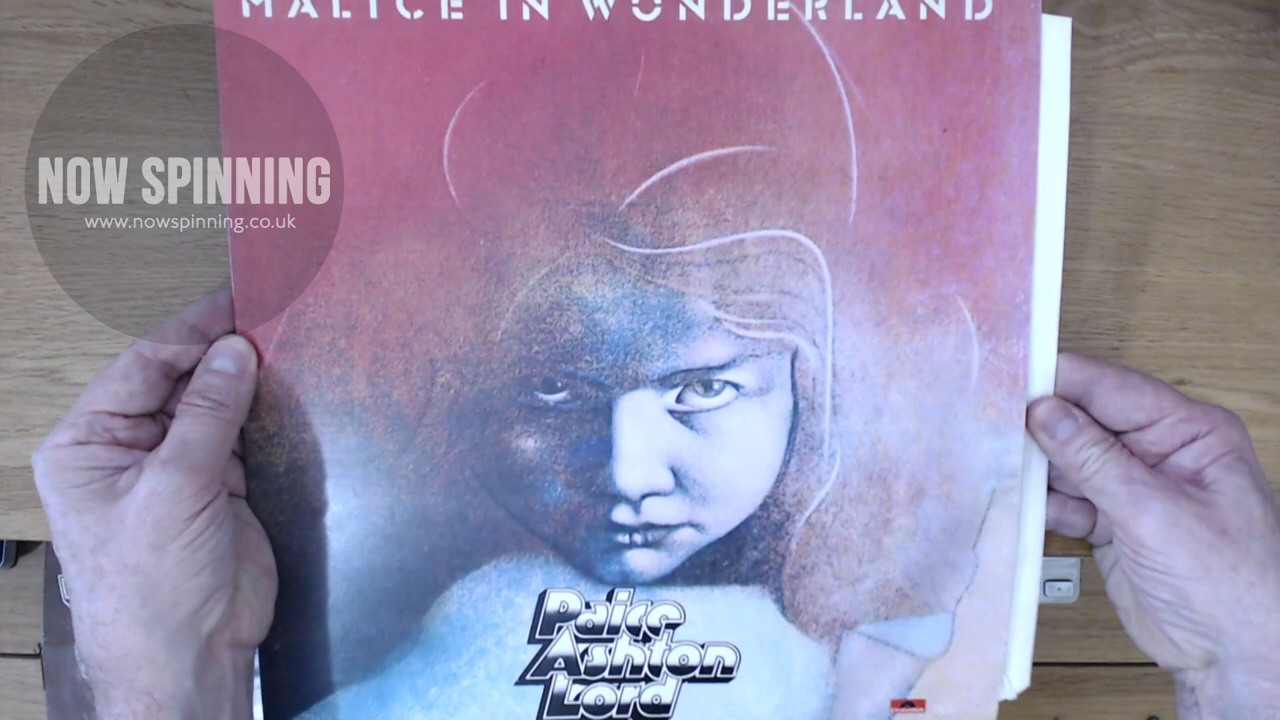 MALICE IN WONDERLAND
NOW SPINNING
www.nowspinning.co.uk
Paice
Ashton
Lord